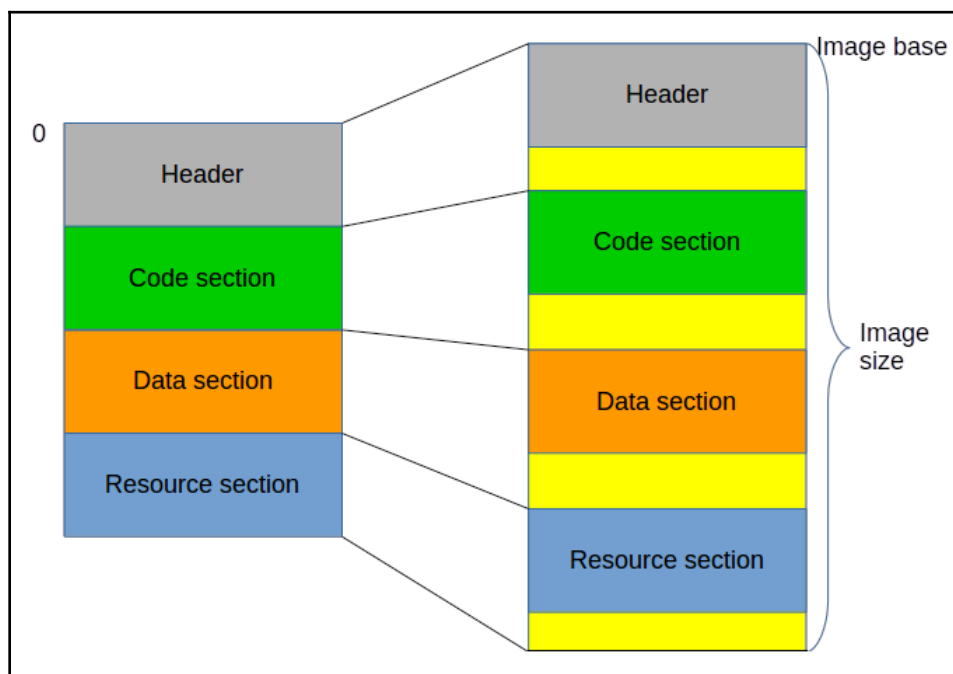 0
Header
Code section
Data section
Resource section
Image base
Header
Code section
Data section
Resource section
Image
size